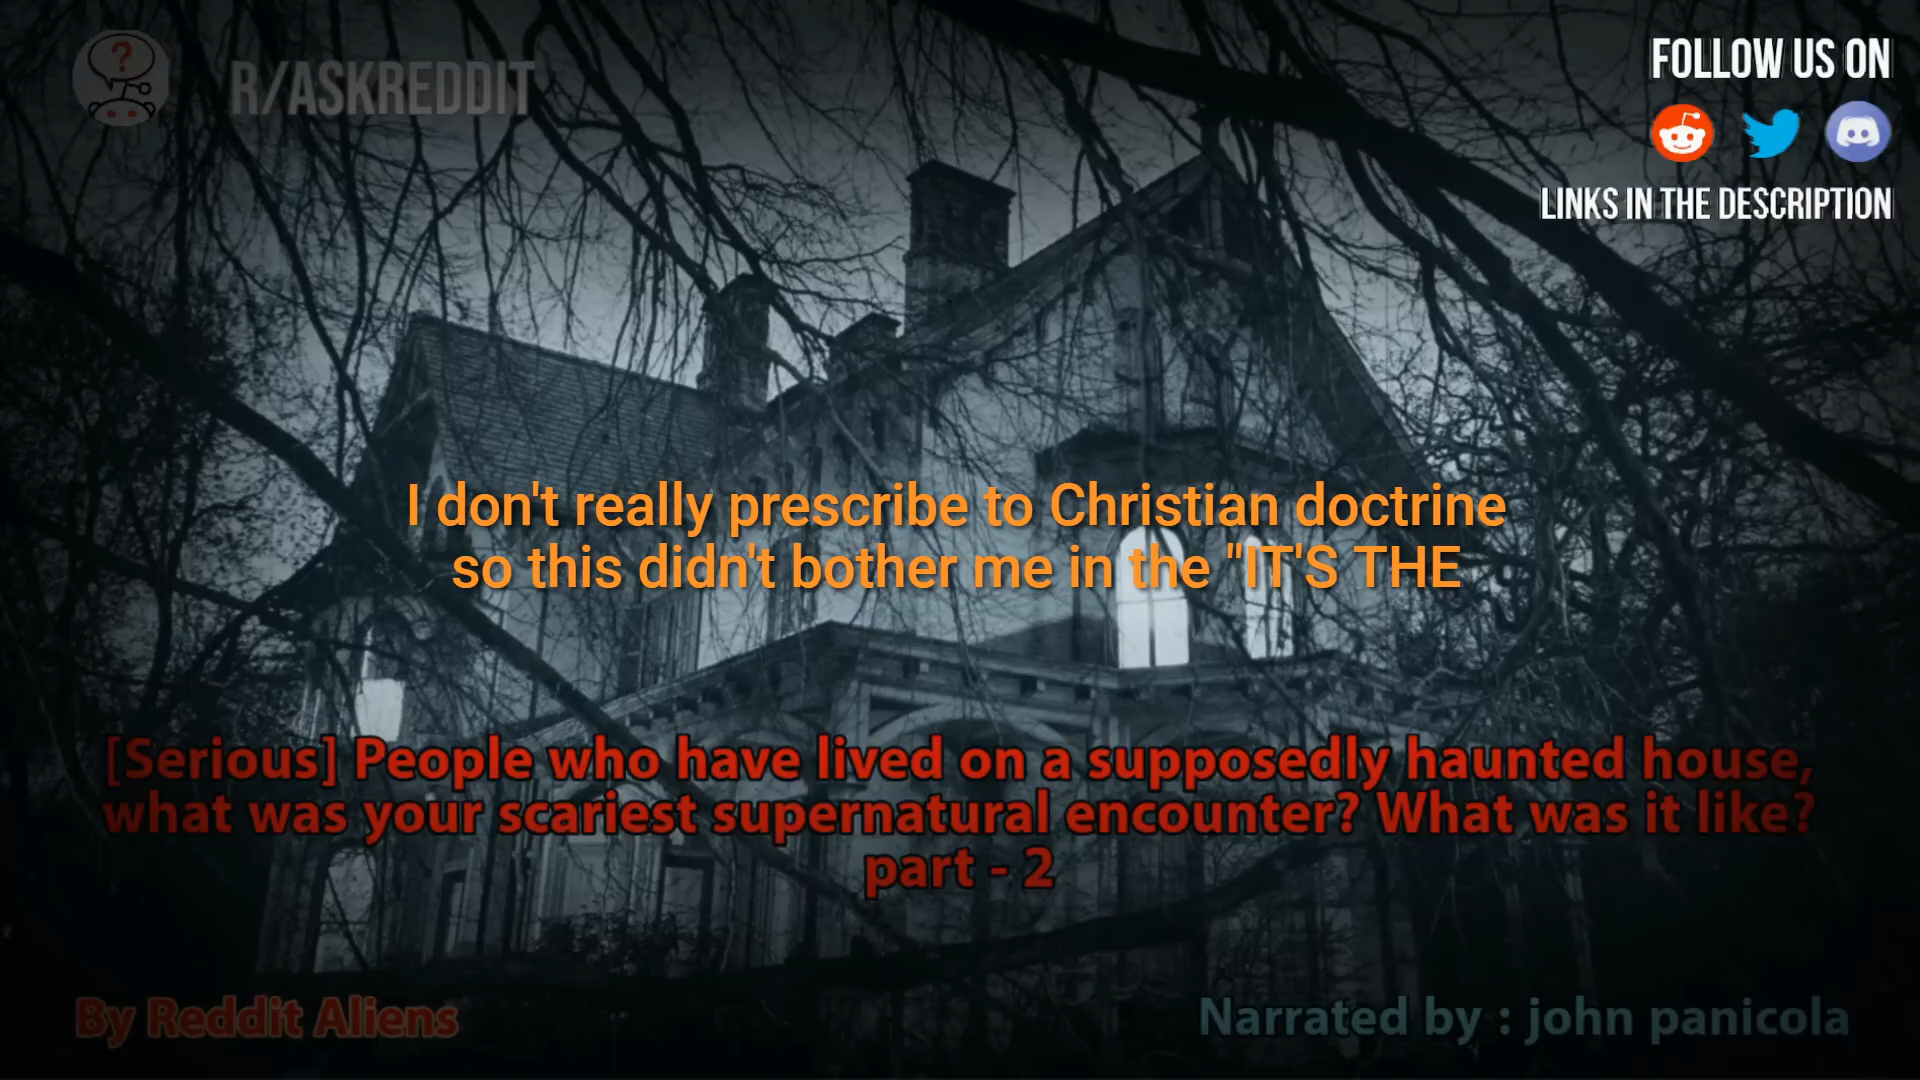 ?
R/ASKREDDIT
FOLLOW US ON
LINKS IN THE DESCRIPTION
I don't really prescribe to Christian doctrine
so this didn't bother me in the "IT'S THE
[Serious] People who have lived on a supposedly haunted house,
what was your scariest supernatural encounter? What was it like?
part - 2
By Reddit Aliens
Narrated by : john panicola